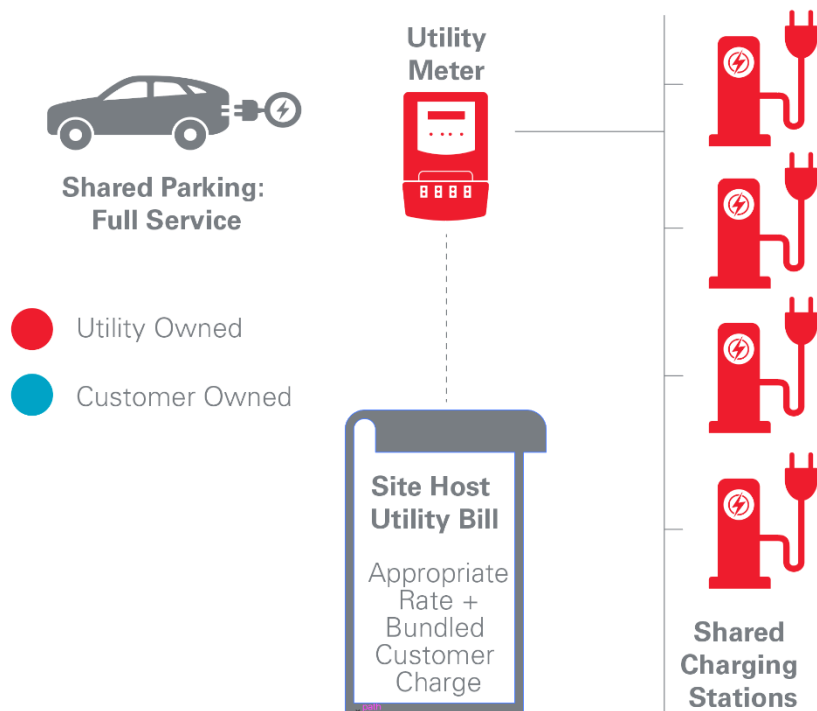 Utility
Meter
Shared Parking:
Full Service
Utility Owned
Customer Owned
Site Host
Utility Bill
Appropriate
Rate +
Bundled
Customer
Charge
Shared
Charging
Stations